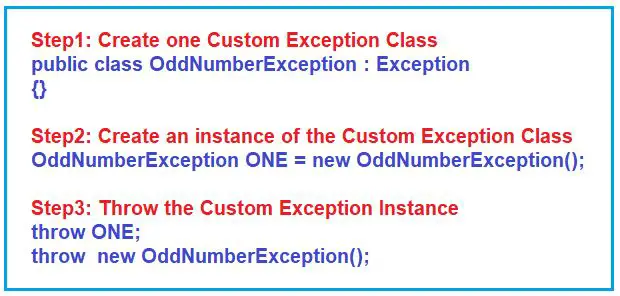 Step1: Create one Custom Exception Class
public class OddNumberException : Exception
{}
Step2: Create an instance of the Custom Exception Class
OddNumberException ONE = new OddNumberException();
Step3: Throw the Custom Exception Instance
throw ONE;
throw  new OddNumberException();